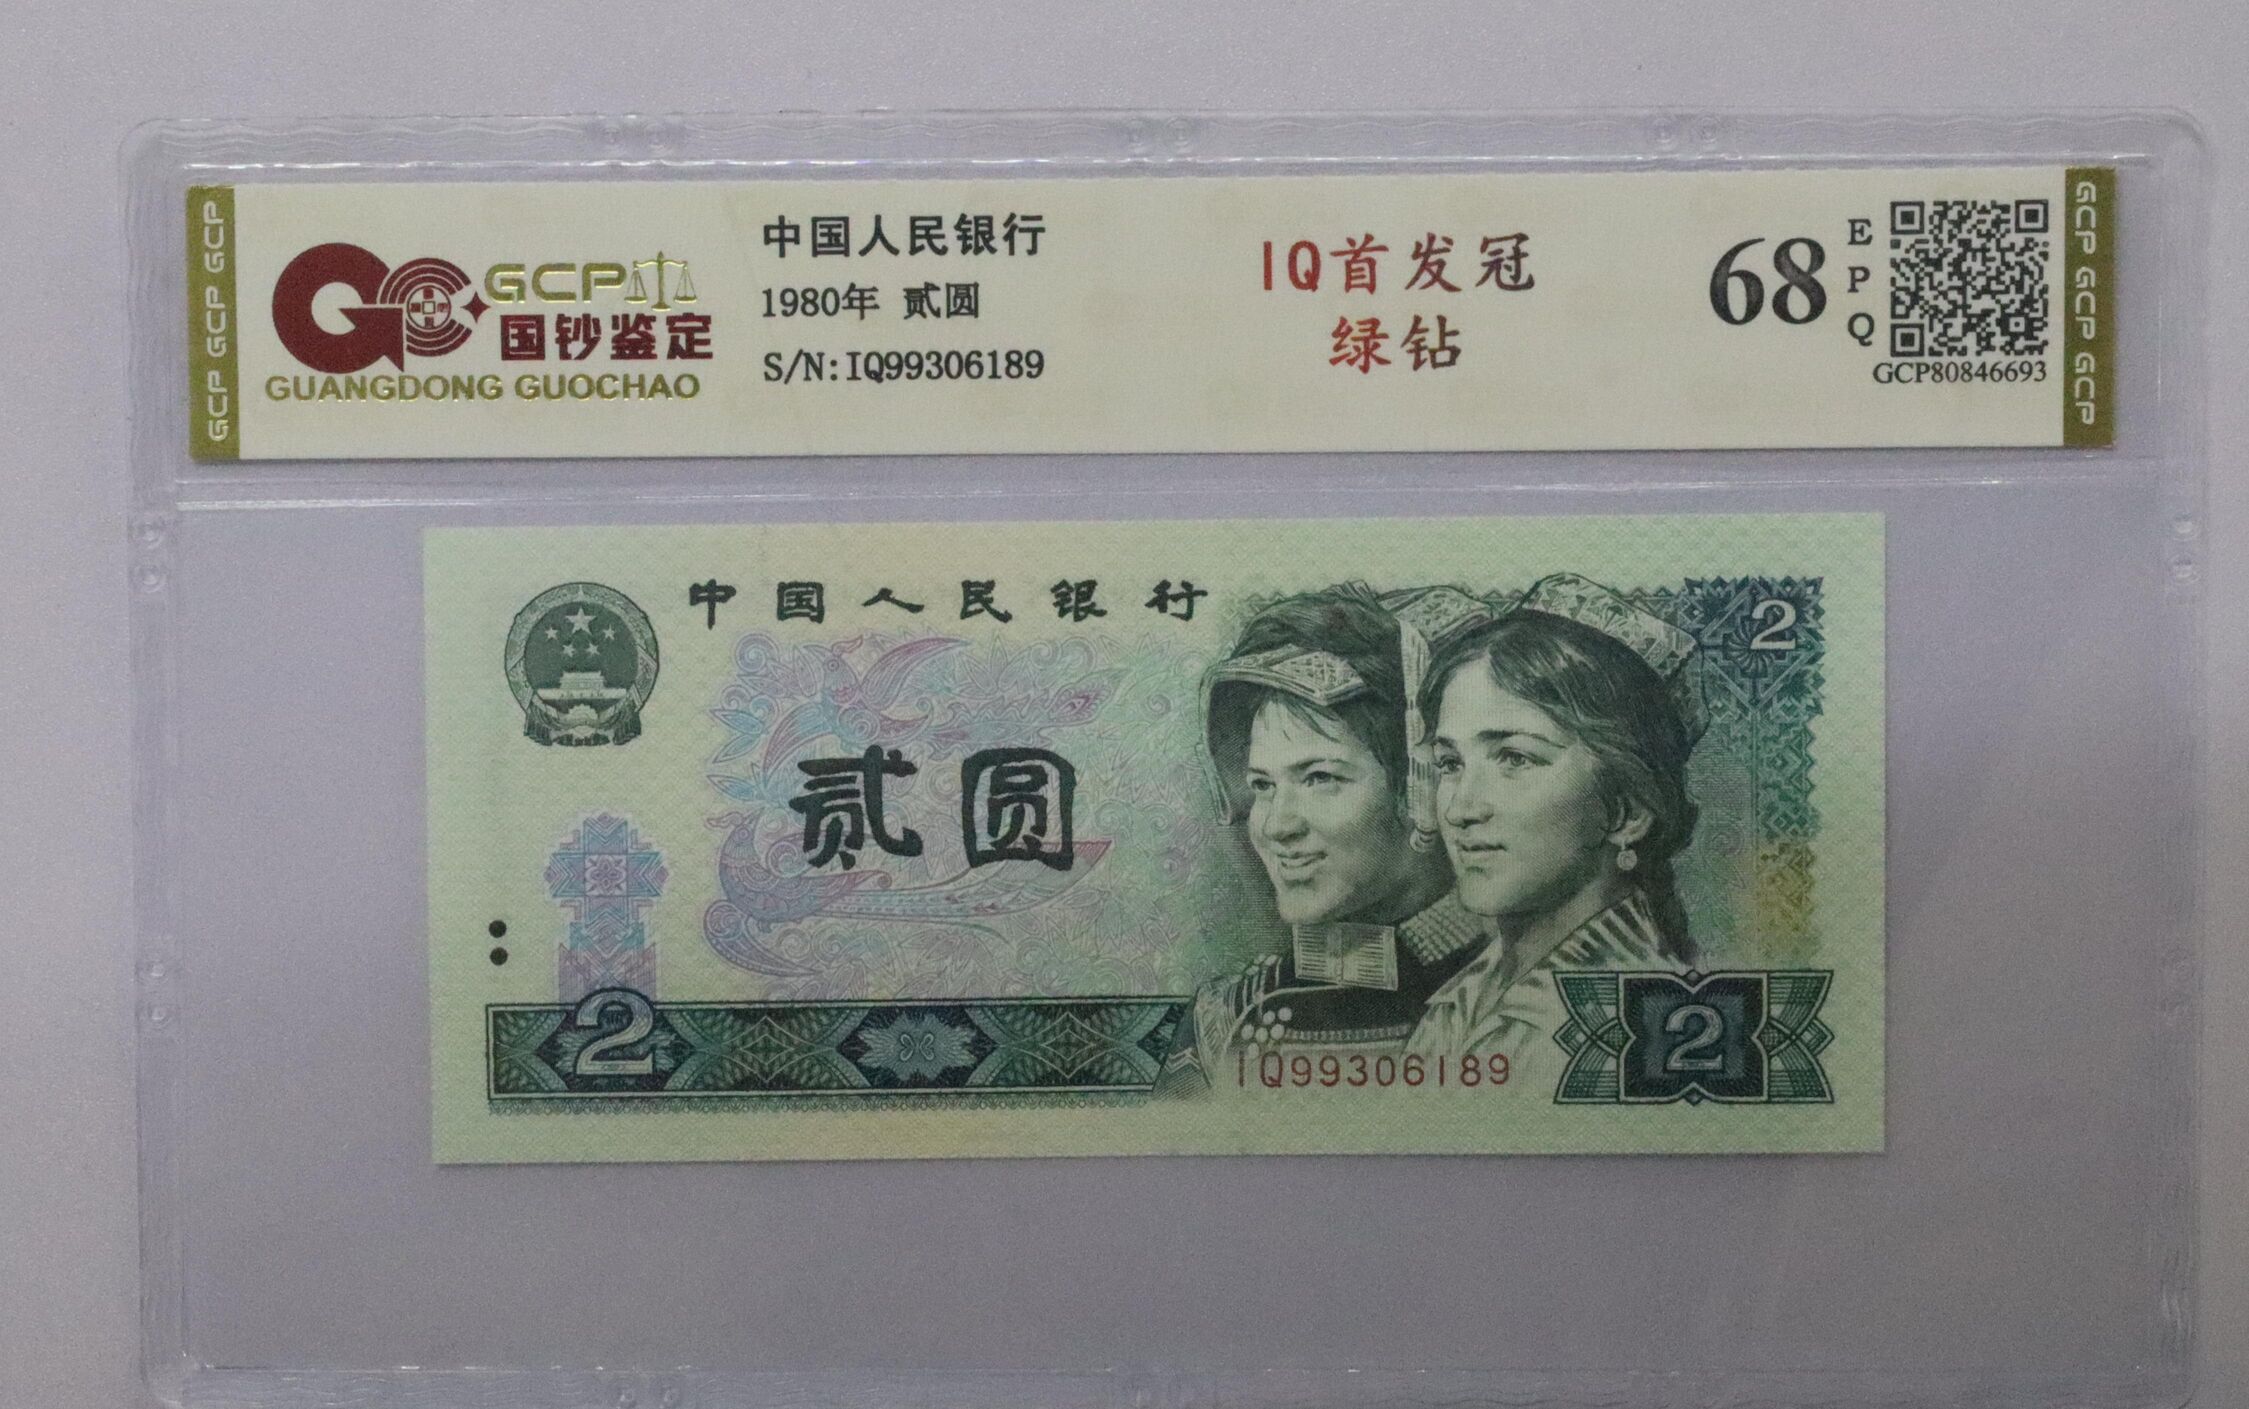 GCP GCP GCP
GCP
国钞鉴定
GUANGDONG GUOCHAO
中国人民银行
1980年 贰圆
S/N:IQ99306189
IQ首发冠
绿钻
68
EPQ
GCP80846693
GCP GCP GCP
中国人民银行
2
贰圆
2
IQ99306189
2